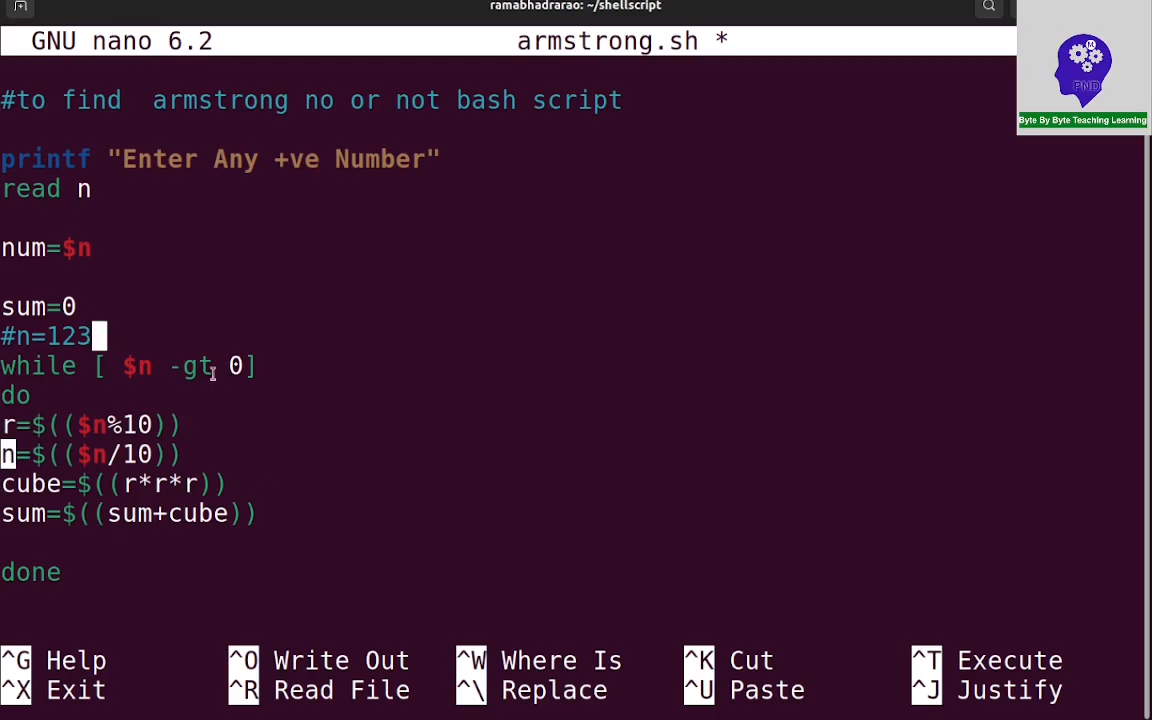 ramabhadrarao: ~/shellscript
GNU nano 6.2 armstrong.sh *
#to find  armstrong no or not bash script
printf "Enter Any +ve Number"
read n
num=$n
sum=0
#n=123
while [ $n -gt 0]
do
r=$(($n%10))
n=$(($n/10))
cube=$((r*r*r))
sum=$((sum+cube))
done
^G Help ^O Write Out ^W Where Is ^K Cut ^T Execute
^X Exit ^R Read File ^\ Replace ^U Paste ^J Justify
PND
Byte By Byte Teaching Learning